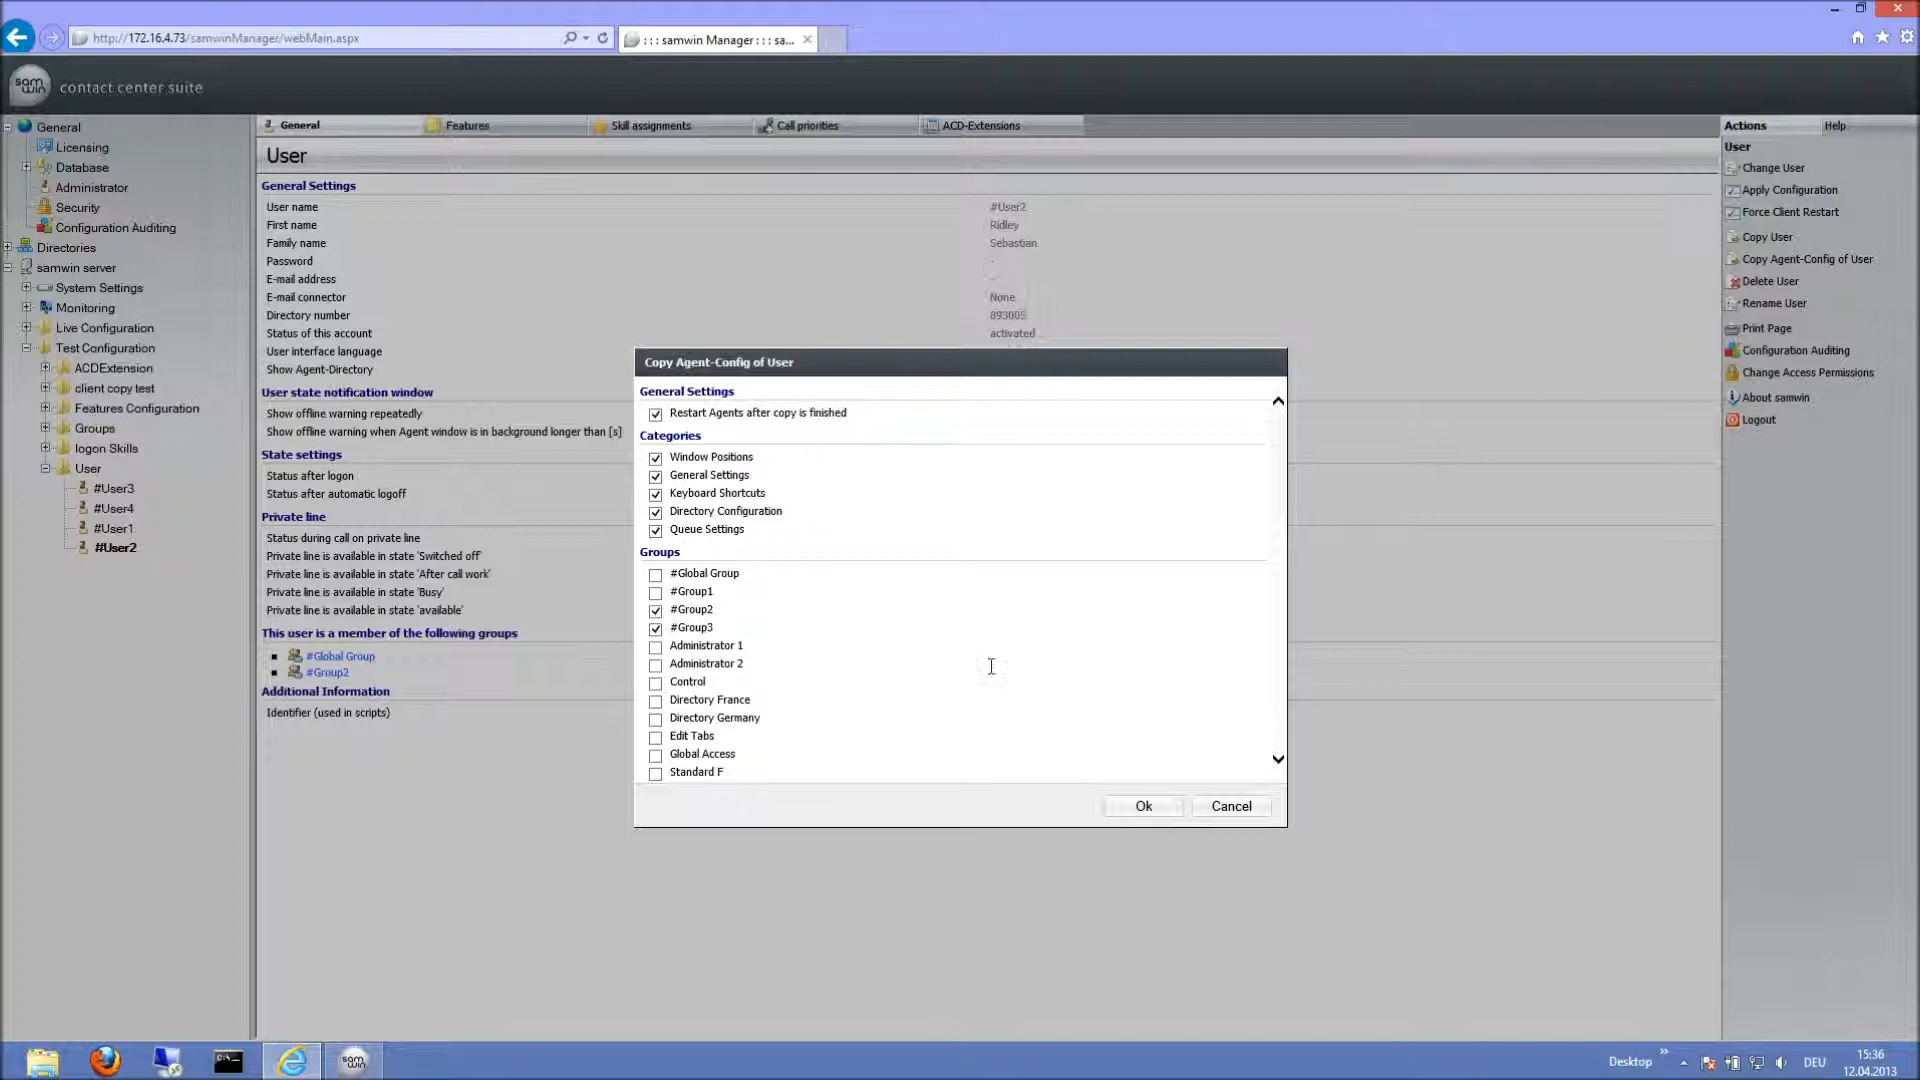 http://172.16.4.73/samwinManager/webMain.aspx
: : : samwin Manager : : : sa...
sam win
contact center suite
General
Licensing
Database
Administrator
Security
Configuration Auditing
Directories
samwin server
System Settings
Monitoring
Live Configuration
Test Configuration
ACDExtension
client copy test
Features Configuration
Groups
logon Skills
User
#User3
#User4
#User1
#User2
General
Features
Skill assignments
Call priorities
ACD-Extensions
User
General Settings
User name #User2
First name Ridley
Family name Sebastian
Password -
E-mail address
E-mail connector None
Directory number 893005
Status of this account activated
User interface language
Show Agent-Directory
User state notification window
Show offline warning repeatedly
Show offline warning when Agent window is in background longer than [s]
State settings
Status after logon
Status after automatic logoff
Private line
Status during call on private line
Private line is available in state 'Switched off'
Private line is available in state 'After call work'
Private line is available in state 'Busy'
Private line is available in state 'available'
This user is a member of the following groups
#Global Group
#Group2
Additional Information
Identifier (used in scripts)
Copy Agent-Config of User
General Settings
Restart Agents after copy is finished
Categories
Window Positions
General Settings
Keyboard Shortcuts
Directory Configuration
Queue Settings
Groups
#Global Group
#Group1
#Group2
#Group3
Administrator 1
Administrator 2
Control
Directory France
Directory Germany
Edit Tabs
Global Access
Standard F
Ok
Cancel
Actions
Help
User
Change User
Apply Configuration
Force Client Restart
Copy User
Copy Agent-Config of User
Delete User
Rename User
Print Page
Configuration Auditing
Change Access Permissions
About samwin
Logout
C:\_
sam win
Desktop
DEU
15:36
12.04.2013